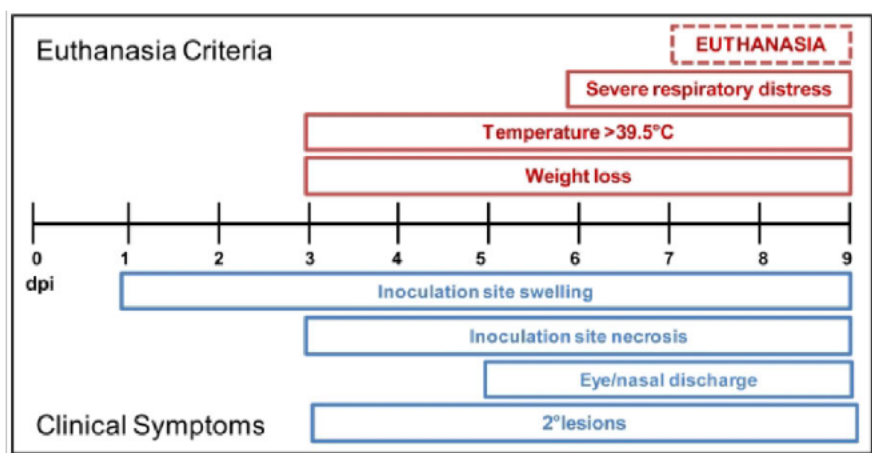 Euthanasia Criteria
EUTHANASIA
Severe respiratory distress
Temperature >39.5°C
Weight loss
0 1 2 3 4 5 6 7 8 9
dpi
Inoculation site swelling
Inoculation site necrosis
Eye/nasal discharge
2°lesions
Clinical Symptoms